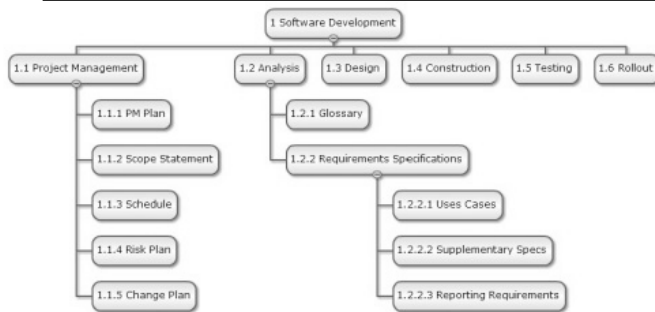 1 Software Development
1.1 Project Management
1.2 Analysis
1.3 Design
1.4 Construction
1.5 Testing
1.6 Rollout
1.1.1 PM Plan
1.1.2 Scope Statement
1.1.3 Schedule
1.1.4 Risk Plan
1.1.5 Change Plan
1.2.1 Glossary
1.2.2 Requirements Specifications
1.2.2.1 Uses Cases
1.2.2.2 Supplementary Specs
1.2.2.3 Reporting Requirements